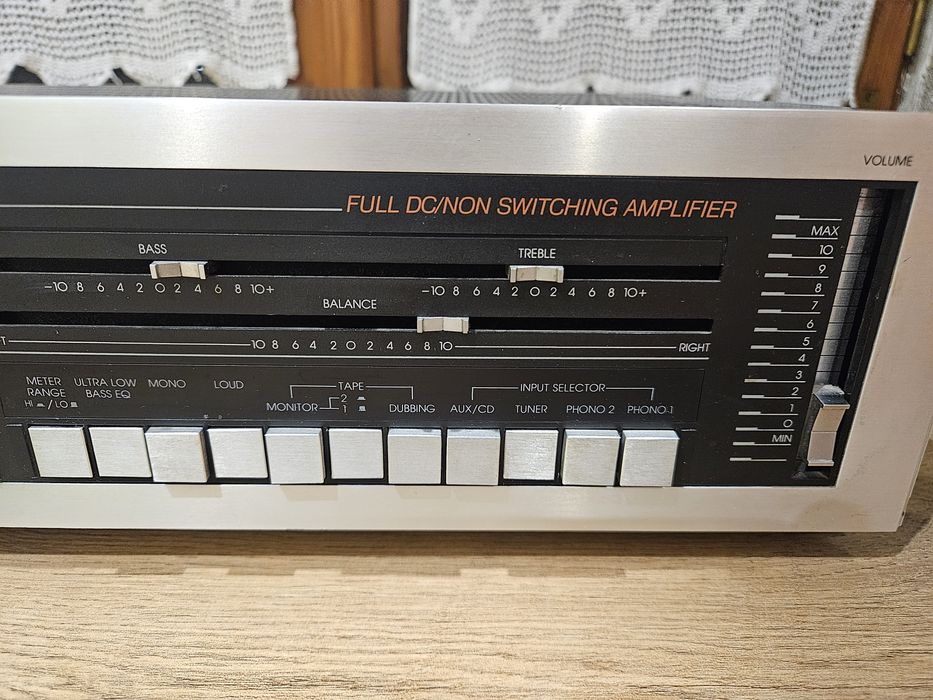 VOLUME
FULL DC/NON SWITCHING AMPLIFIER
BASS
TREBLE
-10 8 6 4 2 0 2 4 6 8 10+
-10 8 6 4 2 0 2 4 6 8 10+
BALANCE
T
10 8 6 4 2 0 2 4 6 8 10
RIGHT
MAX
10
9
8
7
6
5
4
3
2
1
0
MIN
METER
RANGE
HI /LO
ULTRA LOW
BASS EQ
MONO
LOUD
TAPE
MONITOR
2
1
DUBBING
INPUT SELECTOR
AUX/CD
TUNER
PHONO 2
PHONO 1